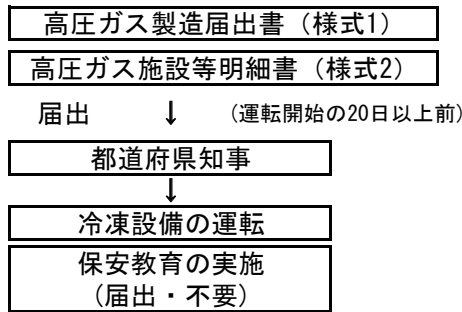 高圧ガス製造届出書（様式1）
高圧ガス施設等明細書（様式2）
届出 ↓ （運転開始の20日以上前）
都道府県知事
↓
冷凍設備の運転
保安教育の実施
（届出・不要）